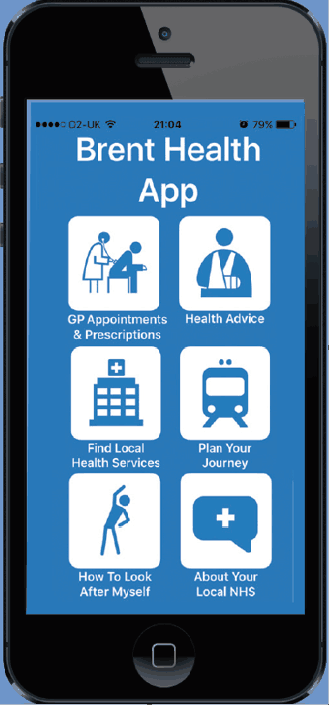 O2-UK 21:04 79%
Brent Health
App
GP Appointments
& Prescriptions
Health Advice
Find Local
Health Services
Plan Your
Journey
How To Look
After Myself
About Your
Local NHS